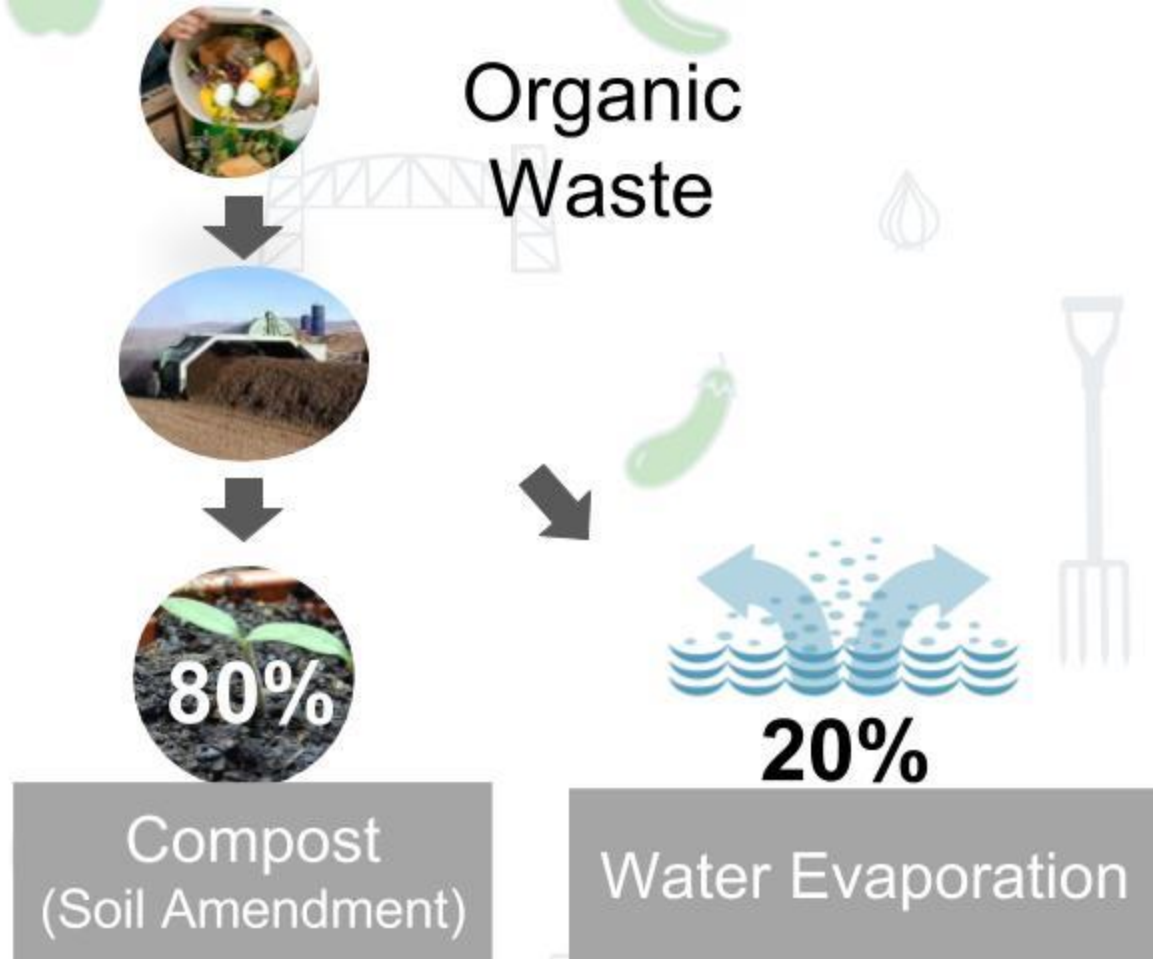 Organic
Waste
80%
20%
Compost
(Soil Amendment)
Water Evaporation